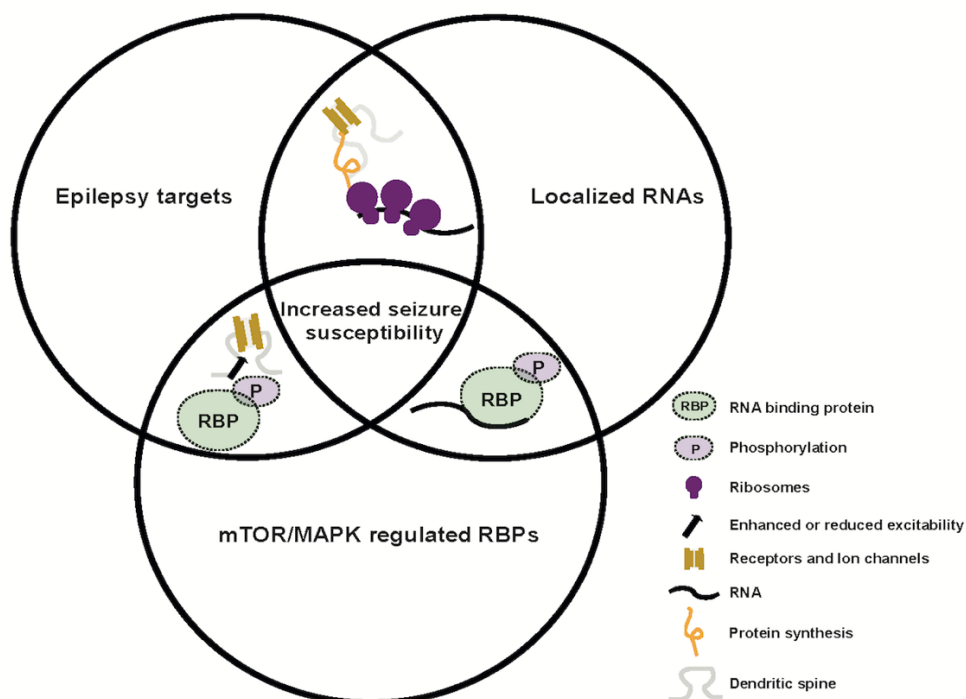 Epilepsy targets
Localized RNAs
Increased seizure
susceptibility
P
RBP
P
RBP
mTOR/MAPK regulated RBPs
RBP RNA binding protein
P Phosphorylation
Ribosomes
Enhanced or reduced excitability
Receptors and Ion channels
RNA
Protein synthesis
Dendritic spine